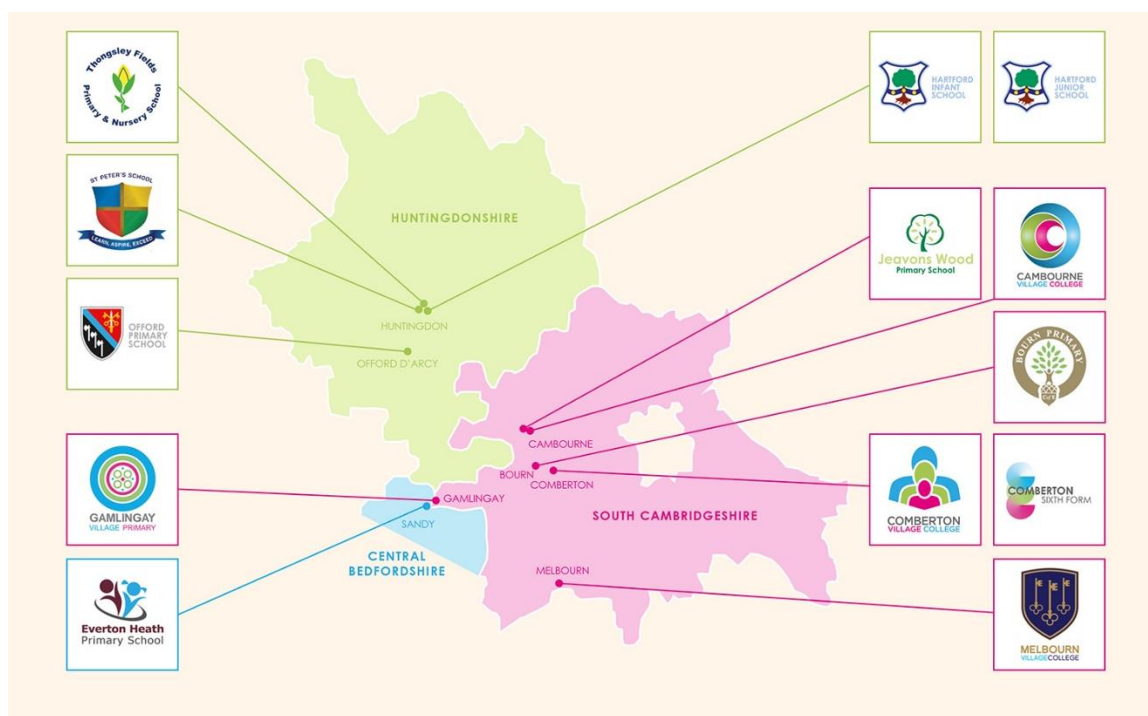 Thongsley Fields
Primary & Nursery School
ST PETER'S SCHOOL
LEARN, ASPIRE, EXCEED
OFFORD
PRIMARY
SCHOOL
GAMLINGAY
VILLAGE PRIMARY
Everton Heath
Primary School
HUNTINGDONSHIRE
HUNTINGDON
OFFORD D'ARCY
CAMBOURNE
BOURN
COMBERTON
GAMLINGAY
SANDY
SOUTH CAMBRIDGESHIRE
CENTRAL
BEDFORDSHIRE
MELBOURN
HARTFORD
INFANT
SCHOOL
HARTFORD
JUNIOR
SCHOOL
Jeavons Wood
Primary School
CAMBOURNE
VILLAGE COLLEGE
BOURN PRIMARY
CofE
COMBERTON
VILLAGE COLLEGE
COMBERTON
SIXTH FORM
MELBOURN
VILLAGECOLLEGE